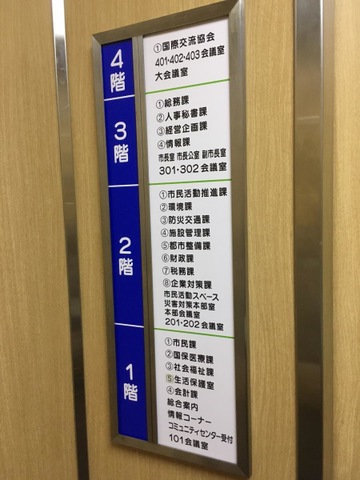 4階
①国際交流協会
401・402・403会議室
大会議室
3階
①総務課
②人事秘書課
③経営企画課
④情報課
市長室 市長公室 副市長室
301・302会議室
2階
①市民活動推進課
②環境課
③防災交通課
④施設管理課
⑤都市整備課
⑥財政課
⑦税務課
⑧企業対策課
市民活動スペース
災害対策本部室
本部会議室
201・202会議室
1階
①市民課
②国保医療課
③社会福祉課
⑤生活保護室
④会計課
総合案内
情報コーナー
コミュニティセンター受付
101会議室